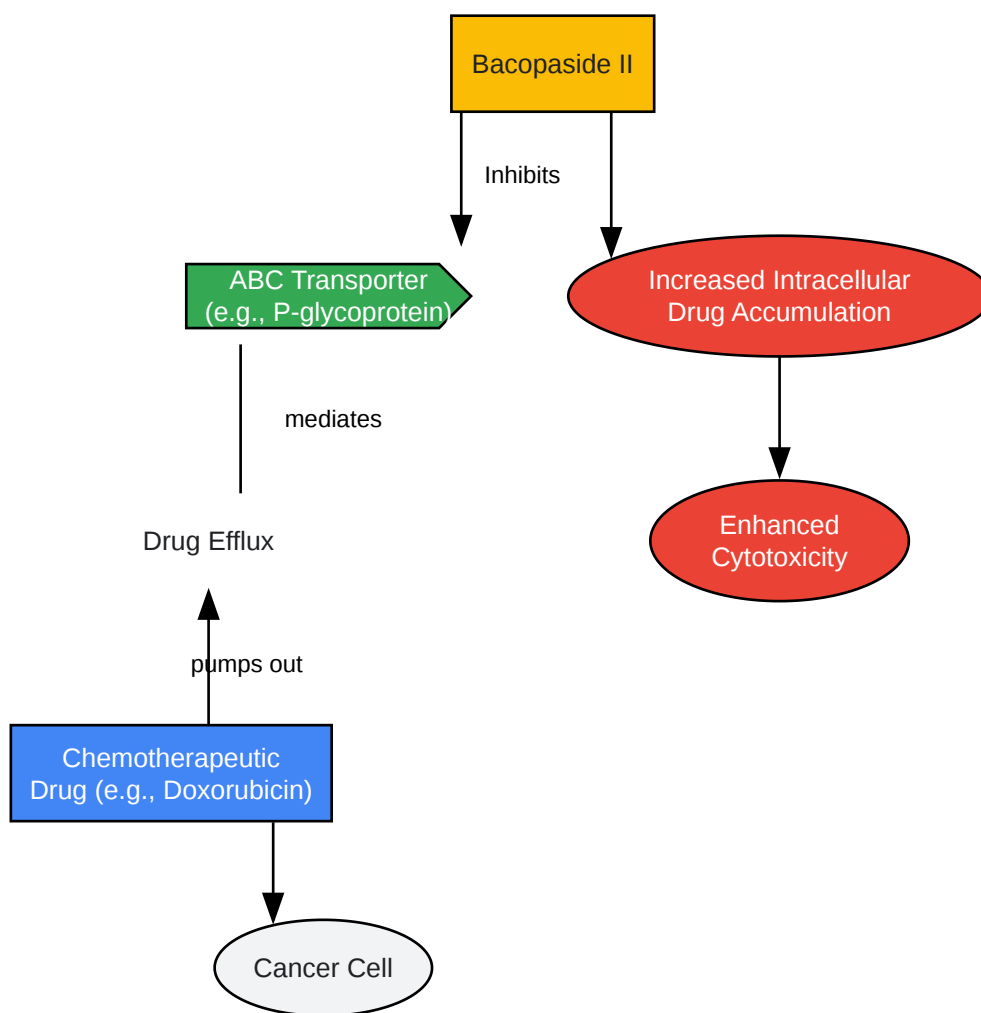 Bacopaside II
Inhibits
ABC Transporter
(e.g., P-glycoprotein)
Increased Intracellular
Drug Accumulation
mediates
Drug Efflux
Enhanced
Cytotoxicity
pumps out
Chemotherapeutic
Drug (e.g., Doxorubicin)
Cancer Cell